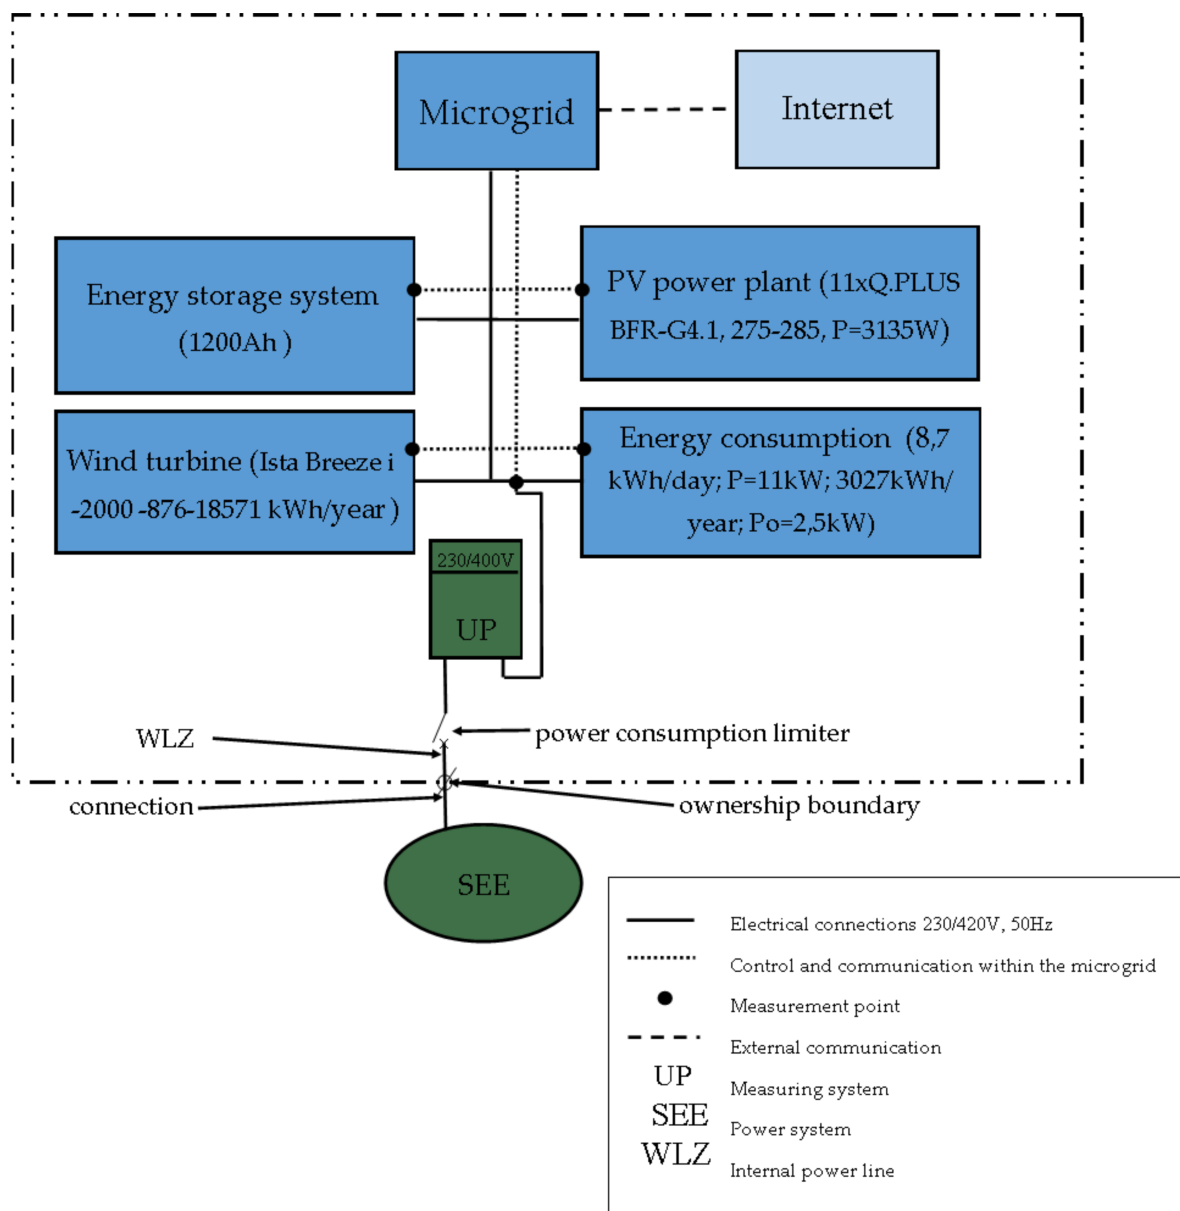 Microgrid
Internet
Energy storage system
(1200Ah )
PV power plant (11xQ.PLUS
BFR-G4.1, 275-285, P=3135W)
Wind turbine (Ista Breeze i
-2000 -876-18571 kWh/year )
Energy consumption (8,7
kWh/day; P=11kW; 3027kWh/
year; Po=2,5kW)
230/400V
UP
WLZ
power consumption limiter
connection
ownership boundary
SEE
Electrical connections 230/420V, 50Hz
Control and communication within the microgrid
Measurement point
External communication
UP Measuring system
SEE Power system
WLZ Internal power line